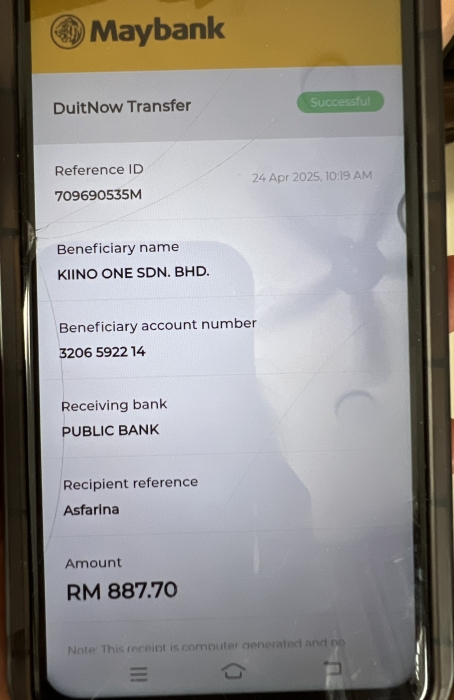 Maybank
DuitNow Transfer
Successful
Reference ID
24 Apr 2025, 10:19 AM
709690535M
Beneficiary name
KIINO ONE SDN. BHD.
Beneficiary account number
3206 5922 14
Receiving bank
PUBLIC BANK
Recipient reference
Asfarina
Amount
RM 887.70
Note: This receipt is computer generated and no